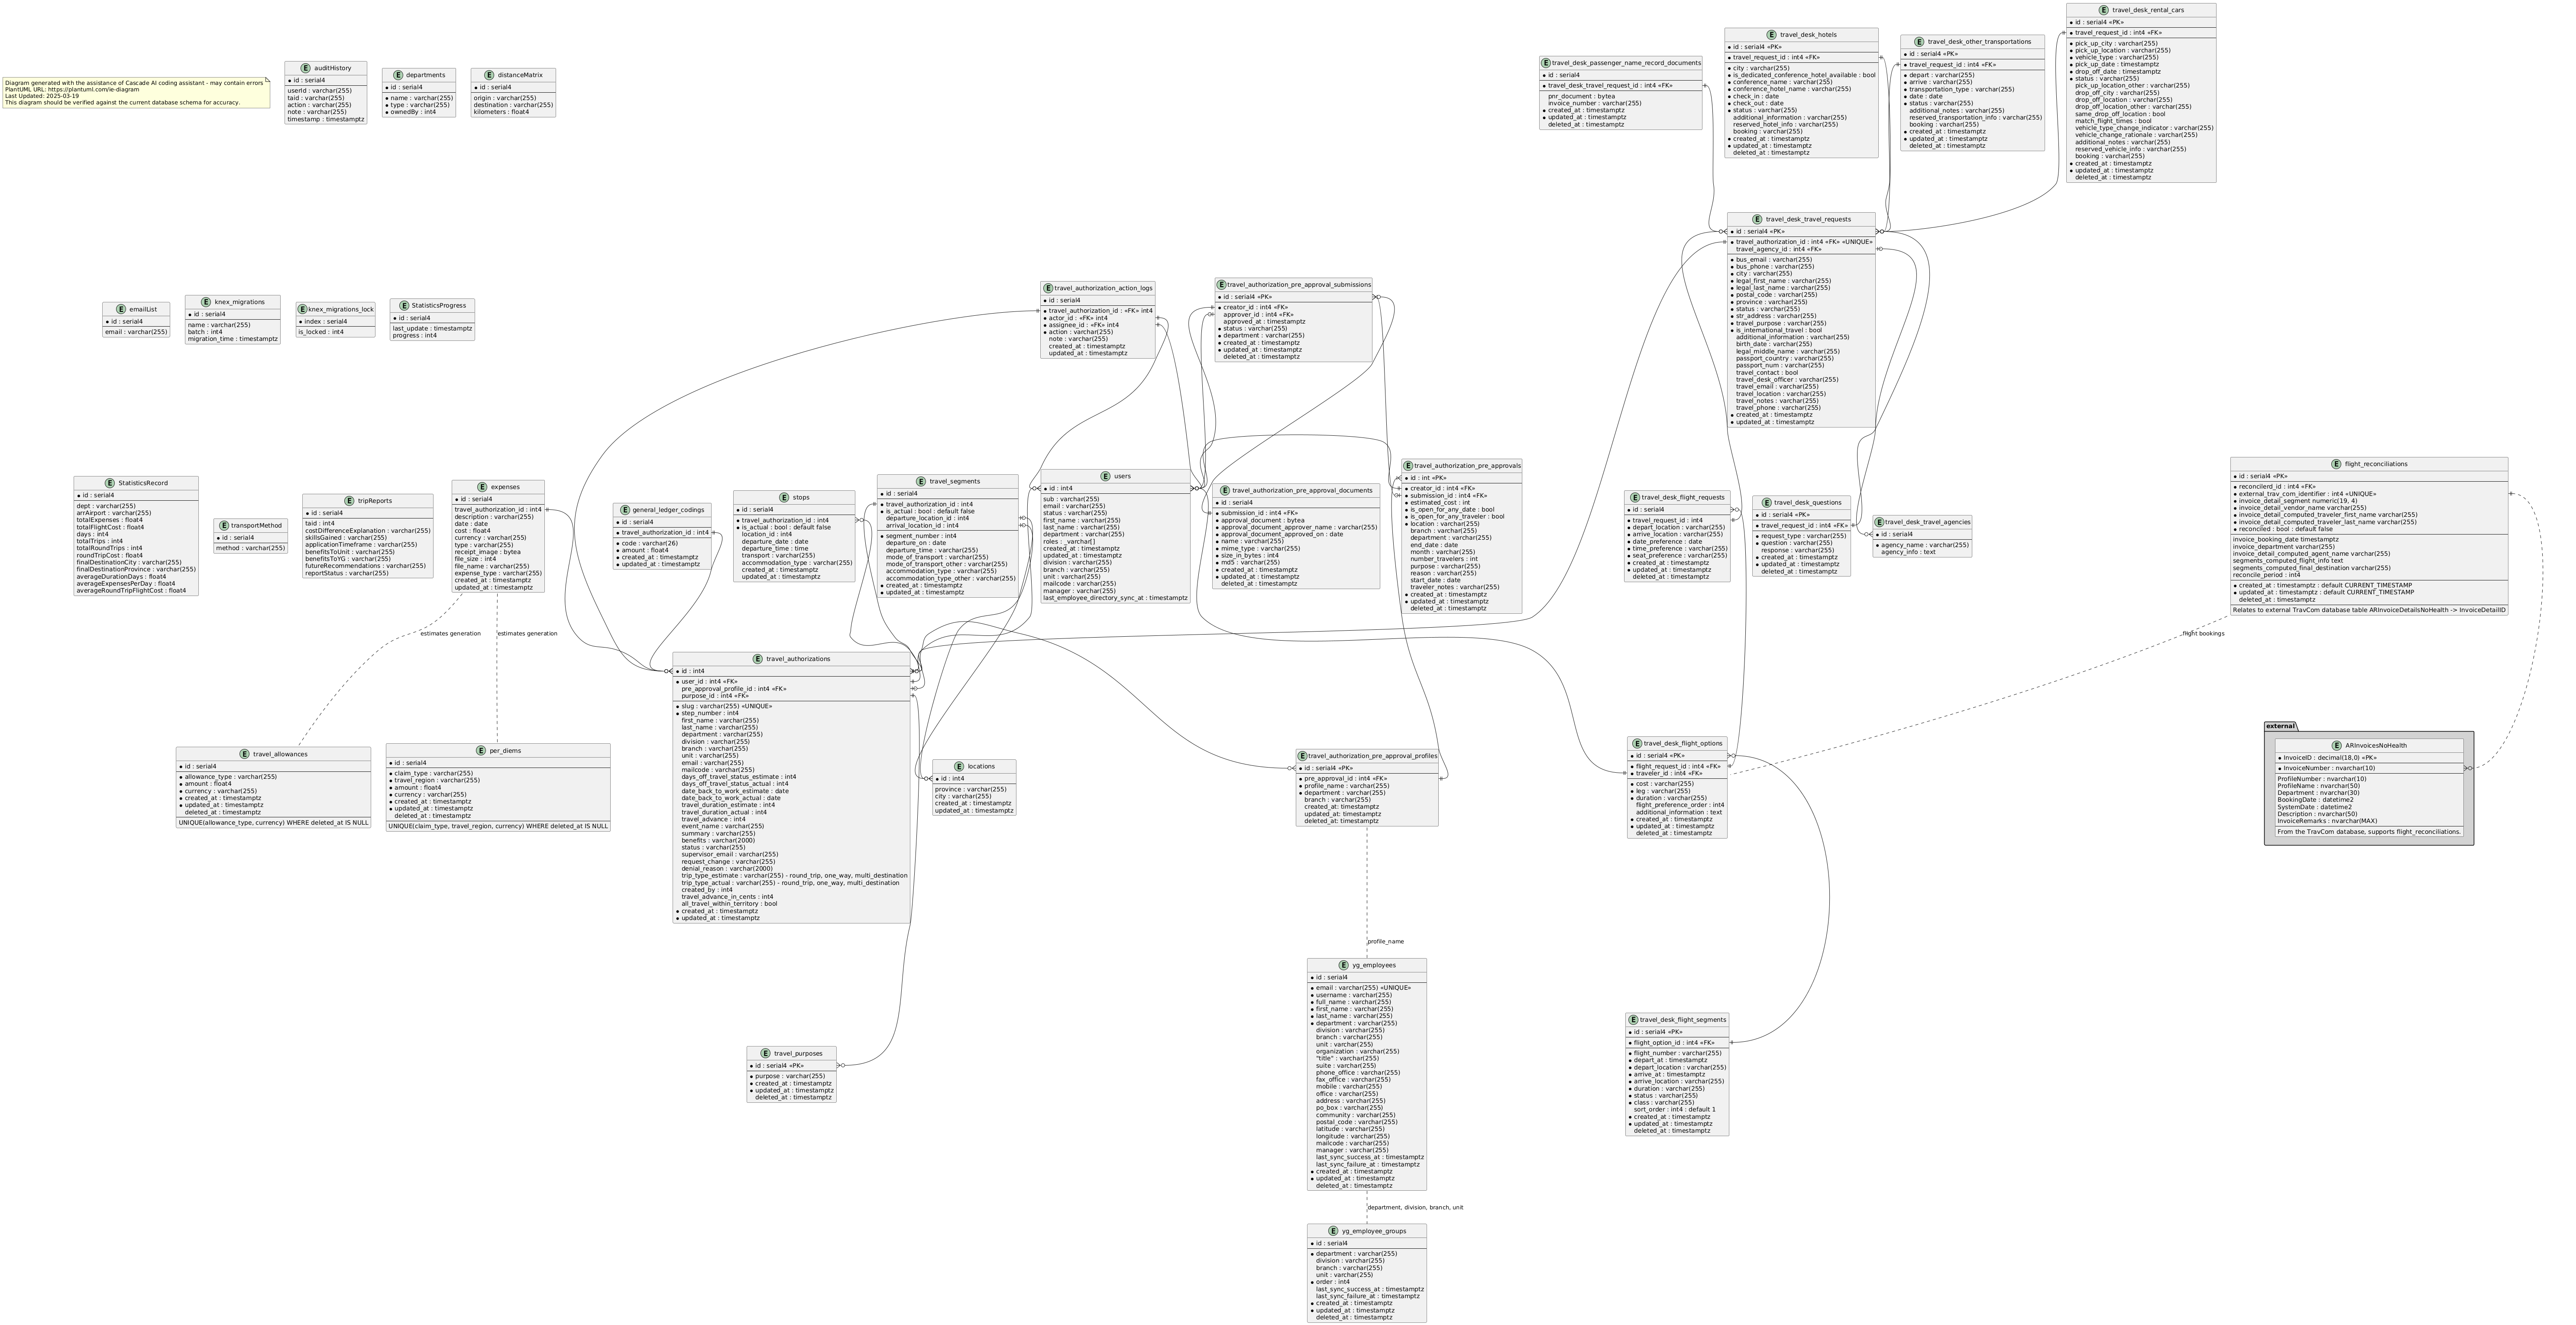 Diagram generated with the assistance of Cascade AI coding assistant - may contain errors
PlantUML URL: https://plantuml.com/ie-diagram
Last Updated: 2025-03-19
This diagram should be verified against the current database schema for accuracy.
E auditHistory
id : serial4
userId : varchar(255)
taid : varchar(255)
action : varchar(255)
note : varchar(255)
timestamp : timestamptz
E departments
id : serial4
name : varchar(255)
type : varchar(255)
ownedBy : int4
E distanceMatrix
id : serial4
origin : varchar(255)
destination : varchar(255)
kilometers : float4
E travel_desk_passenger_name_record_documents
id : serial4
travel_desk_travel_request_id : int4 «FK»
pnr_document : bytea
invoice_number : varchar(255)
created_at : timestamptz
updated_at : timestamptz
deleted_at : timestamptz
E travel_desk_hotels
id : serial4 «PK»
travel_request_id : int4 «FK»
city : varchar(255)
is_dedicated_conference_hotel_available : bool
conference_name : varchar(255)
conference_hotel_name : varchar(255)
check_in : date
check_out : date
status : varchar(255)
additional_information : varchar(255)
reserved_hotel_info : varchar(255)
booking : varchar(255)
created_at : timestamptz
updated_at : timestamptz
deleted_at : timestamptz
E travel_desk_other_transportations
id : serial4 «PK»
travel_request_id : int4 «FK»
depart : varchar(255)
arrive : varchar(255)
transportation_type : varchar(255)
date : date
status : varchar(255)
additional_notes : varchar(255)
reserved_transportation_info : varchar(255)
booking : varchar(255)
created_at : timestamptz
updated_at : timestamptz
deleted_at : timestamptz
E travel_desk_rental_cars
id : serial4 «PK»
travel_request_id : int4 «FK»
pick_up_city : varchar(255)
pick_up_location : varchar(255)
vehicle_type : varchar(255)
pick_up_date : timestamptz
drop_off_date : timestamptz
status : varchar(255)
pick_up_location_other : varchar(255)
drop_off_city : varchar(255)
drop_off_location : varchar(255)
drop_off_location_other : varchar(255)
same_drop_off_location : bool
match_flight_times : bool
vehicle_type_change_indicator : varchar(255)
vehicle_change_rationale : varchar(255)
additional_notes : varchar(255)
reserved_vehicle_info : varchar(255)
booking : varchar(255)
created_at : timestamptz
updated_at : timestamptz
deleted_at : timestamptz
E emailList
id : serial4
email : varchar(255)
E knex_migrations
id : serial4
name : varchar(255)
batch : int4
migration_time : timestamptz
E knex_migrations_lock
index : serial4
is_locked : int4
E StatisticsProgress
id : serial4
last_update : timestamptz
progress : int4
E travel_authorization_action_logs
id : serial4
travel_authorization_id : «FK» int4
actor_id : «FK» int4
assignee_id : «FK» int4
action : varchar(255)
note : varchar(255)
created_at : timestamptz
updated_at : timestamptz
E travel_authorization_pre_approval_submissions
id : serial4 «PK»
creator_id : int4 «FK»
approver_id : int4 «FK»
approved_at : timestamptz
status : varchar(255)
department : varchar(255)
created_at : timestamptz
updated_at : timestamptz
deleted_at : timestamptz
E travel_desk_travel_requests
id : serial4 «PK»
travel_authorization_id : int4 «FK» «UNIQUE»
travel_agency_id : int4 «FK»
bus_email : varchar(255)
bus_phone : varchar(255)
city : varchar(255)
legal_first_name : varchar(255)
legal_last_name : varchar(255)
postal_code : varchar(255)
province : varchar(255)
status : varchar(255)
str_address : varchar(255)
travel_purpose : varchar(255)
is_international_travel : bool
additional_information : varchar(255)
birth_date : varchar(255)
legal_middle_name : varchar(255)
passport_country : varchar(255)
passport_num : varchar(255)
travel_contact : bool
travel_desk_officer : varchar(255)
travel_email : varchar(255)
travel_location : varchar(255)
travel_notes : varchar(255)
travel_phone : varchar(255)
created_at : timestamptz
updated_at : timestamptz
E StatisticsRecord
id : serial4
dept : varchar(255)
arrAirport : varchar(255)
totalExpenses : float4
totalFlightCost : float4
days : int4
totalTrips : int4
totalRoundTrips : int4
roundTripCost : float4
finalDestinationCity : varchar(255)
finalDestinationProvince : varchar(255)
averageDurationDays : float4
averageExpensesPerDay : float4
averageRoundTripFlightCost : float4
E transportMethod
id : serial4
method : varchar(255)
E tripReports
id : serial4
taid : int4
costDifferenceExplanation : varchar(255)
skillsGained : varchar(255)
applicationTimeframe : varchar(255)
benefitsToUnit : varchar(255)
benefitsToYG : varchar(255)
futureRecommendations : varchar(255)
reportStatus : varchar(255)
E expenses
id : serial4
travel_authorization_id : int4
description : varchar(255)
date : date
cost : float4
currency : varchar(255)
type : varchar(255)
receipt_image : bytea
file_size : int4
file_name : varchar(255)
expense_type : varchar(255)
created_at : timestamptz
updated_at : timestamptz
E general_ledger_codings
id : serial4
travel_authorization_id : int4
code : varchar(26)
amount : float4
created_at : timestamptz
updated_at : timestamptz
E stops
id : serial4
travel_authorization_id : int4
is_actual : bool : default false
location_id : int4
departure_date : date
departure_time : time
transport : varchar(255)
accommodation_type : varchar(255)
created_at : timestamptz
updated_at : timestamptz
E travel_segments
id : serial4
travel_authorization_id : int4
is_actual : bool : default false
departure_location_id : int4
arrival_location_id : int4
segment_number : int4
departure_on : date
departure_time : varchar(255)
mode_of_transport : varchar(255)
mode_of_transport_other : varchar(255)
accommodation_type : varchar(255)
accommodation_type_other : varchar(255)
created_at : timestamptz
updated_at : timestamptz
E users
id : int4
sub : varchar(255)
email : varchar(255)
status : varchar(255)
first_name : varchar(255)
last_name : varchar(255)
department : varchar(255)
roles : _varchar[]
created_at : timestamptz
updated_at : timestamptz
division : varchar(255)
branch : varchar(255)
unit : varchar(255)
mailcode : varchar(255)
manager : varchar(255)
last_employee_directory_sync_at : timestamptz
E travel_authorization_pre_approval_documents
id : serial4
submission_id : int4 «FK»
approval_document : bytea
approval_document_approver_name : varchar(255)
approval_document_approved_on : date
name : varchar(255)
mime_type : varchar(255)
size_in_bytes : int4
md5 : varchar(255)
created_at : timestamptz
updated_at : timestamptz
deleted_at : timestamptz
E travel_authorization_pre_approvals
id : int «PK»
creator_id : int4 «FK»
submission_id : int4 «FK»
estimated_cost : int
is_open_for_any_date : bool
is_open_for_any_traveler : bool
location : varchar(255)
branch : varchar(255)
department : varchar(255)
end_date : date
month : varchar(255)
number_travelers : int
purpose : varchar(255)
reason : varchar(255)
start_date : date
traveler_notes : varchar(255)
created_at : timestamptz
updated_at : timestamptz
deleted_at : timestamptz
E travel_desk_flight_requests
id : serial4
travel_request_id : int4
depart_location : varchar(255)
arrive_location : varchar(255)
date_preference : date
time_preference : varchar(255)
seat_preference : varchar(255)
created_at : timestamptz
updated_at : timestamptz
deleted_at : timestamptz
E travel_desk_questions
id : serial4 «PK»
travel_request_id : int4 «FK»
request_type : varchar(255)
question : varchar(255)
response : varchar(255)
created_at : timestamptz
updated_at : timestamptz
deleted_at : timestamptz
E travel_desk_travel_agencies
id : serial4
agency_name : varchar(255)
agency_info : text
E flight_reconciliations
id : serial4 «PK»
reconcilerd_id : int4 «FK»
external_trav_com_identifier : int4 «UNIQUE»
invoice_detail_segment numeric(19, 4)
invoice_detail_vendor_name varchar(255)
invoice_detail_computed_traveler_first_name varchar(255)
invoice_detail_computed_traveler_last_name varchar(255)
reconciled : bool : default false
invoice_booking_date timestamptz
invoice_department varchar(255)
invoice_detail_computed_agent_name varchar(255)
segments_computed_flight_info text
segments_computed_final_destination varchar(255)
reconcile_period : int4
created_at : timestamptz : default CURRENT_TIMESTAMP
updated_at : timestamptz : default CURRENT_TIMESTAMP
deleted_at : timestamptz
Relates to external TravCom database table ARInvoiceDetailsNoHealth -> InvoiceDetailID
estimates generation
estimates generation
flight bookings
E travel_allowances
id : serial4
allowance_type : varchar(255)
amount : float4
currency : varchar(255)
created_at : timestamptz
updated_at : timestamptz
deleted_at : timestamptz
UNIQUE(allowance_type, currency) WHERE deleted_at IS NULL
E per_diems
id : serial4
claim_type : varchar(255)
travel_region : varchar(255)
amount : float4
currency : varchar(255)
created_at : timestamptz
updated_at : timestamptz
deleted_at : timestamptz
UNIQUE(claim_type, travel_region, currency) WHERE deleted_at IS NULL
E travel_authorizations
id : int4
user_id : int4 «FK»
pre_approval_profile_id : int4 «FK»
purpose_id : int4 «FK»
slug : varchar(255) «UNIQUE»
step_number : int4
first_name : varchar(255)
last_name : varchar(255)
department : varchar(255)
division : varchar(255)
branch : varchar(255)
unit : varchar(255)
email : varchar(255)
mailcode : varchar(255)
days_off_travel_status_estimate : int4
days_off_travel_status_actual : int4
date_back_to_work_estimate : date
date_back_to_work_actual : date
travel_duration_estimate : int4
travel_duration_actual : int4
travel_advance : int4
event_name : varchar(255)
summary : varchar(255)
benefits : varchar(2000)
status : varchar(255)
supervisor_email : varchar(255)
request_change : varchar(255)
denial_reason : varchar(2000)
trip_type_estimate : varchar(255) - round_trip, one_way, multi_destination
trip_type_actual : varchar(255) - round_trip, one_way, multi_destination
created_by : int4
travel_advance_in_cents : int4
all_travel_within_territory : bool
created_at : timestamptz
updated_at : timestamptz
E locations
id : int4
province : varchar(255)
city : varchar(255)
created_at : timestamptz
updated_at : timestamptz
E travel_authorization_pre_approval_profiles
id : serial4 «PK»
pre_approval_id : int4 «FK»
profile_name : varchar(255)
department : varchar(255)
branch : varchar(255)
created_at: timestamptz
updated_at: timestamptz
deleted_at: timestamptz
E travel_desk_flight_options
id : serial4 «PK»
flight_request_id : int4 «FK»
traveler_id : int4 «FK»
cost : varchar(255)
leg : varchar(255)
duration : varchar(255)
flight_preference_order : int4
additional_information : text
created_at : timestamptz
updated_at : timestamptz
deleted_at : timestamptz
external
E ARInvoicesNoHealth
InvoiceID : decimal(18,0) «PK»
InvoiceNumber : nvarchar(10)
ProfileNumber : nvarchar(10)
ProfileName : nvarchar(50)
Department : nvarchar(30)
BookingDate : datetime2
SystemDate : datetime2
Description : nvarchar(50)
InvoiceRemarks : nvarchar(MAX)
From the TravCom database, supports flight_reconciliations.
profile_name
E travel_purposes
id : serial4 «PK»
purpose : varchar(255)
created_at : timestamptz
updated_at : timestamptz
deleted_at : timestamptz
E yg_employees
id : serial4
email : varchar(255) «UNIQUE»
username : varchar(255)
full_name : varchar(255)
first_name : varchar(255)
last_name : varchar(255)
department : varchar(255)
division : varchar(255)
branch : varchar(255)
unit : varchar(255)
organization : varchar(255)
"title" : varchar(255)
suite : varchar(255)
phone_office : varchar(255)
fax_office : varchar(255)
mobile : varchar(255)
office : varchar(255)
address : varchar(255)
po_box : varchar(255)
community : varchar(255)
postal_code : varchar(255)
latitude : varchar(255)
longitude : varchar(255)
mailcode : varchar(255)
manager : varchar(255)
last_sync_success_at : timestamptz
last_sync_failure_at : timestamptz
created_at : timestamptz
updated_at : timestamptz
deleted_at : timestamptz
E travel_desk_flight_segments
id : serial4 «PK»
flight_option_id : int4 «FK»
flight_number : varchar(255)
depart_at : timestamptz
depart_location : varchar(255)
arrive_at : timestamptz
arrive_location : varchar(255)
duration : varchar(255)
status : varchar(255)
class : varchar(255)
sort_order : int4 : default 1
created_at : timestamptz
updated_at : timestamptz
deleted_at : timestamptz
department, division, branch, unit
E yg_employee_groups
id : serial4
department : varchar(255)
division : varchar(255)
branch : varchar(255)
unit : varchar(255)
order : int4
last_sync_success_at : timestamptz
last_sync_failure_at : timestamptz
created_at : timestamptz
updated_at : timestamptz
deleted_at : timestamptz